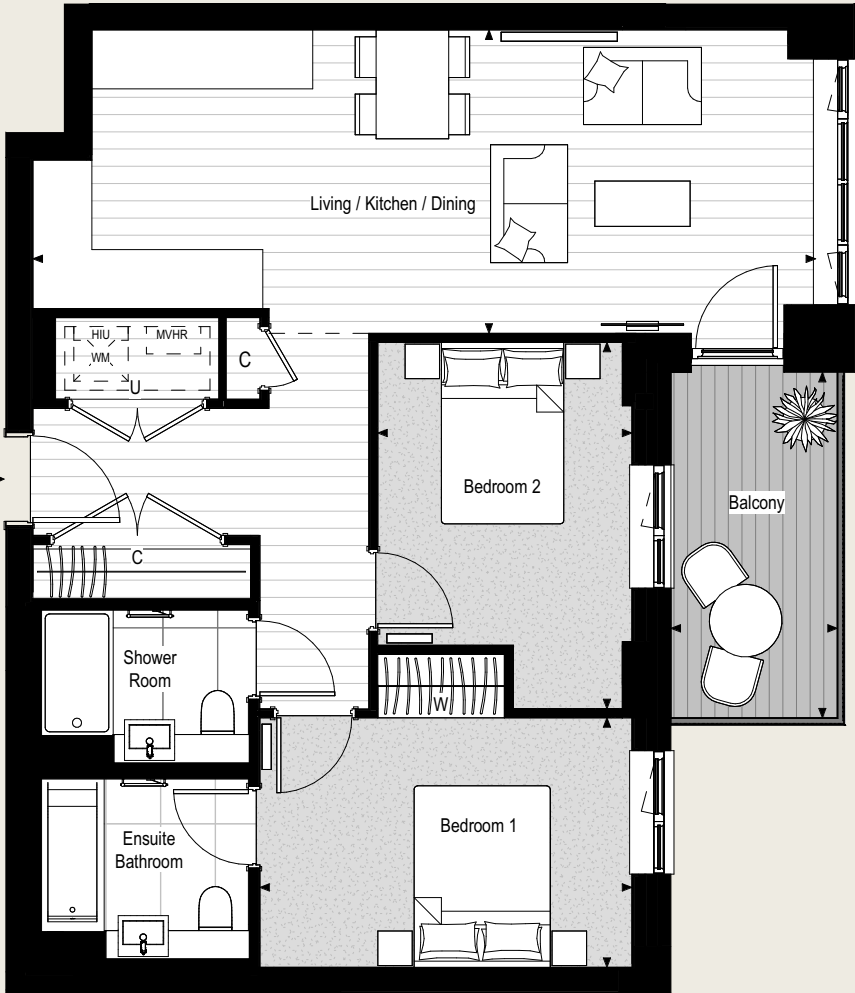 Living / Kitchen / Dining
HIU
MVHR
WM
C
U
Bedroom 2
Balcony
C
Shower
Room
W
Bedroom 1
Ensuite
Bathroom